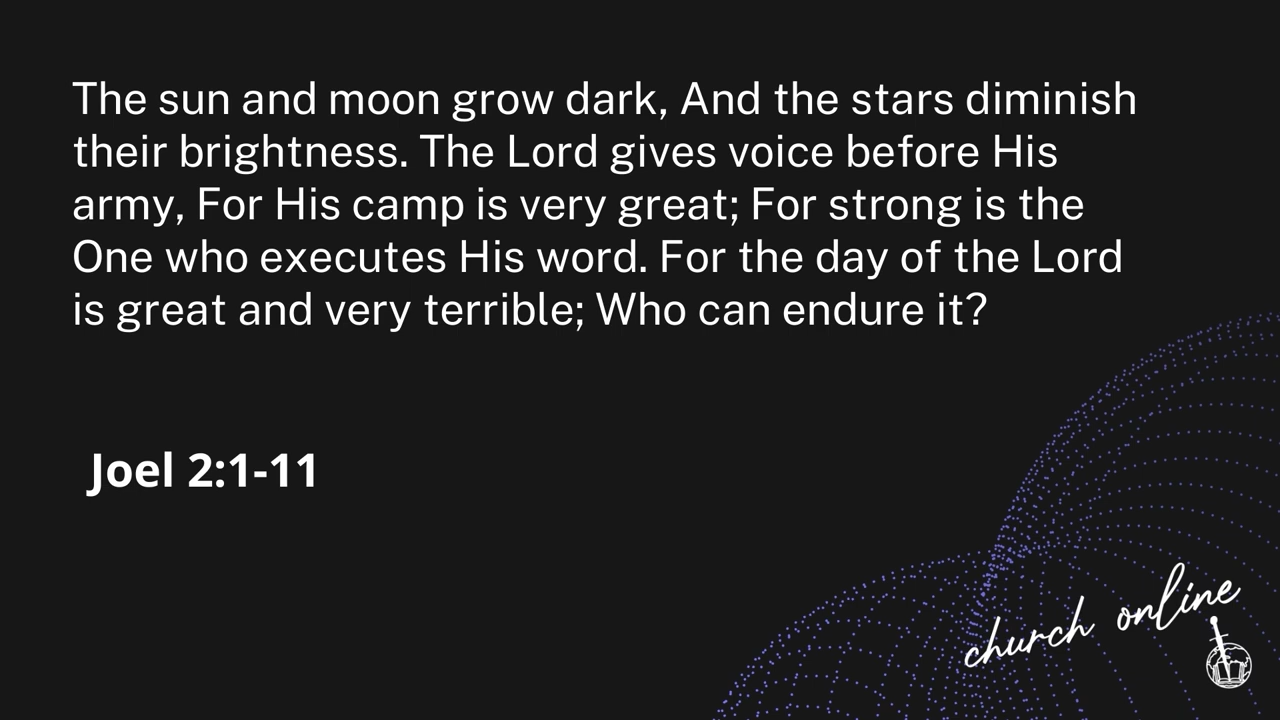 The sun and moon grow dark, And the stars diminish
their brightness. The Lord gives voice before His
army, For His camp is very great; For strong is the
One who executes His word. For the day of the Lord
is great and very terrible; Who can endure it?
Joel 2:1-11
church online